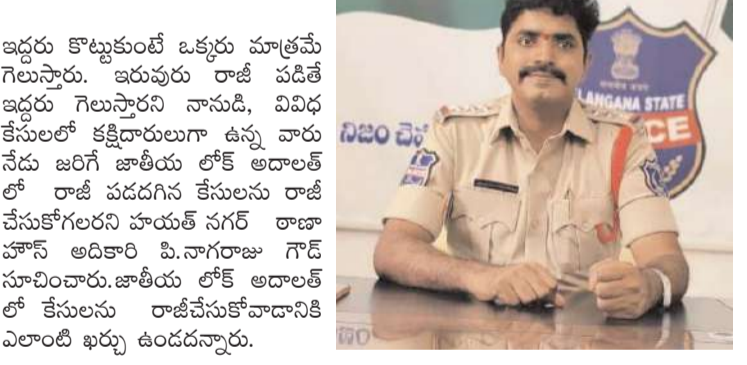 ఇద్దరు కొట్టుకుంటే ఒక్కరు మాత్రమే
గెలుస్తారు. ఇరువురు రాజీ పడితే
ఇద్దరు గెలుస్తారని నానుడి, వివిధ
కేసులలో కక్షిదారులుగా ఉన్న వారు
నేడు జరిగే జాతీయ లోక్ అదాలత్
లో రాజీ పడదగిన కేసులను రాజీ
చేసుకోగలరని హయత్ నగర్ ఠాణా
హౌస్ అదికారి పి.నాగరాజు గౌడ్
సూచించారు.జాతీయ లోక్ అదాలత్
లో కేసులను రాజీచేసుకోవాడానికి
ఎలాంటి ఖర్చు ఉండదన్నారు.
LANGANA STATE
CE
నిజం చెప